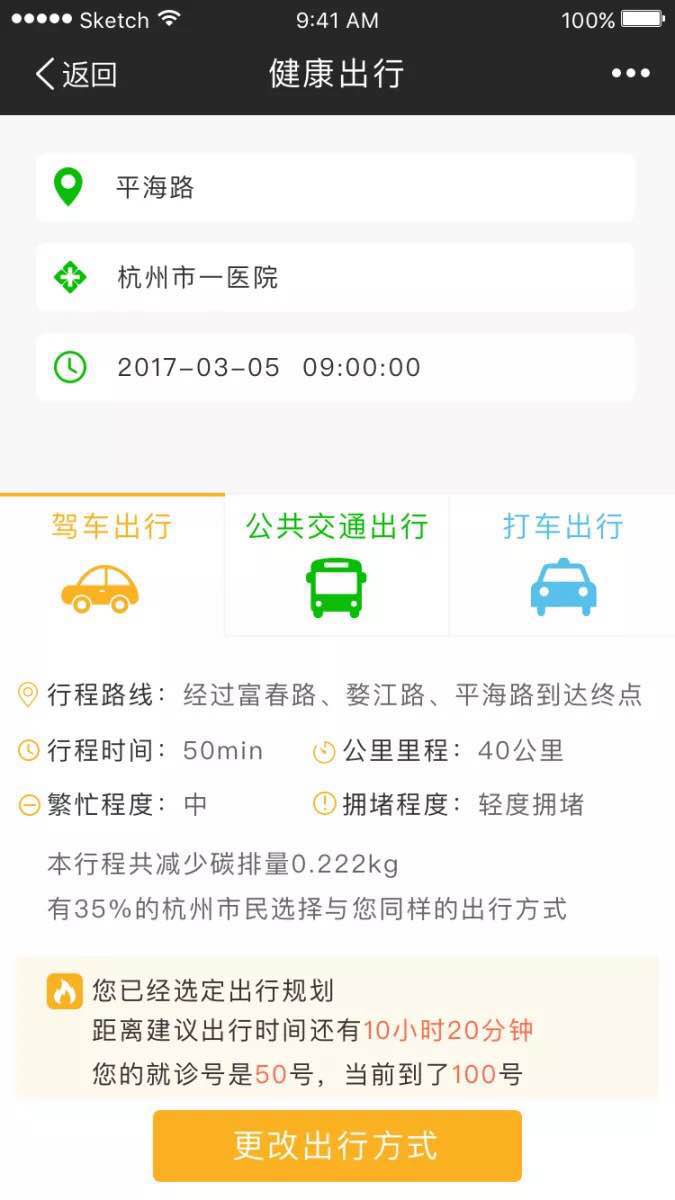 Sketch 9:41 AM 100%
返回 健康出行
平海路
杭州市一医院
2017-03-05 09:00:00
驾车出行 公共交通出行 打车出行
行程路线：经过富春路、婺江路、平海路到达终点
行程时间：50min 公里里程：40公里
繁忙程度：中 拥堵程度：轻度拥堵
本行程共减少碳排量0.222kg
有35%的杭州市民选择与您同样的出行方式
您已经选定出行规划
距离建议出行时间还有10小时20分钟
您的就诊号是50号，当前到了100号
更改出行方式